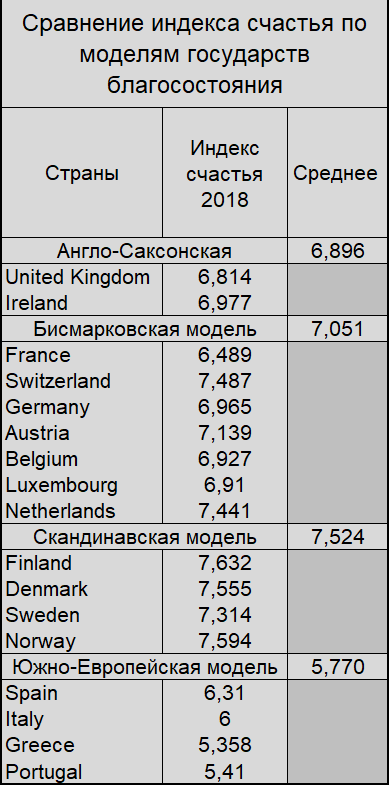 Сравнение индекса счастья по
моделям государств
благосостояния
Страны
Индекс
счастья
2018
Среднее
Англо-Саксонская 6,896
United Kingdom 6,814
Ireland 6,977
Бисмарковская модель 7,051
France 6,489
Switzerland 7,487
Germany 6,965
Austria 7,139
Belgium 6,927
Luxembourg 6,91
Netherlands 7,441
Скандинавская модель 7,524
Finland 7,632
Denmark 7,555
Sweden 7,314
Norway 7,594
Южно-Европейская модель 5,770
Spain 6,31
Italy 6
Greece 5,358
Portugal 5,41